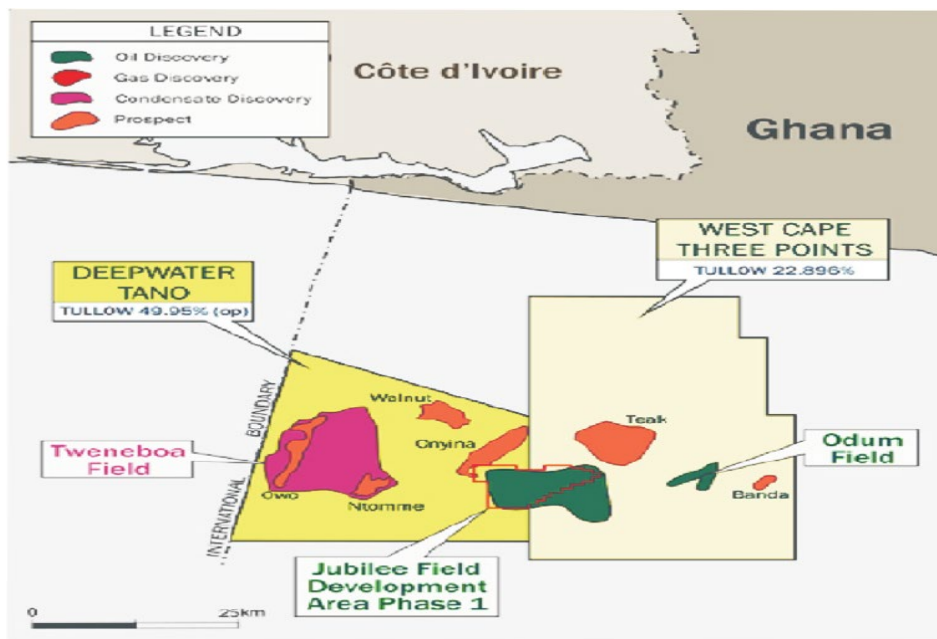 LEGEND
Oil Discovery
Gas Discovery
Condensate Discovery
Prospect
Côte d'Ivoire
Ghana
WEST CAPE
THREE POINTS
TULLOW 22.896%
DEEPWATER
TANO
TULLOW 49.95% (op)
INTERNATIONAL BOUNDARY
Walnut
Onyina
Teak
Tweneboa
Field
Odum
Field
Owo
Ntomme
Banda
Jubilee Field
Development
Area Phase 1
0 25km